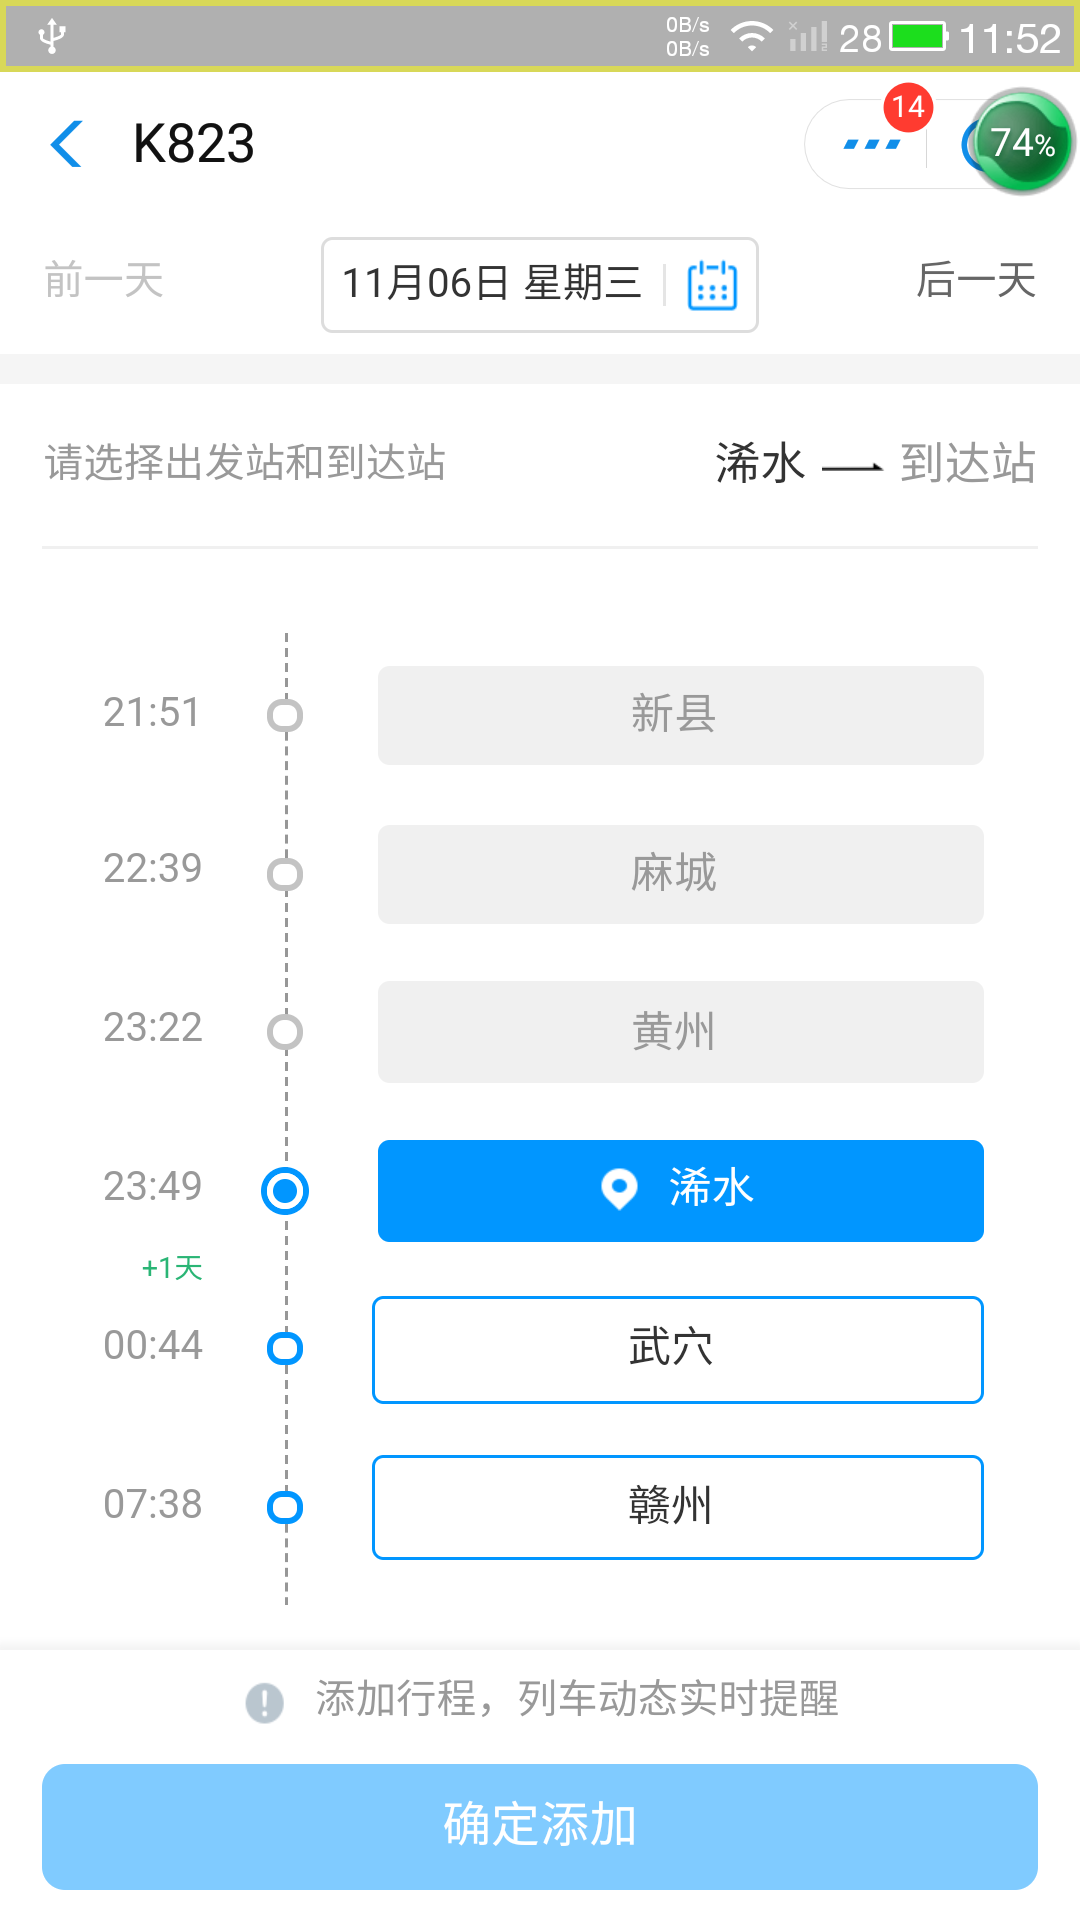 0B/s
0B/s
28
11:52
K823
14
74%
前一天
11月06日 星期三
后一天
请选择出发站和到达站
浠水
到达站
21:51
新县
22:39
麻城
23:22
黄州
23:49
浠水
+1天
00:44
武穴
07:38
赣州
添加行程，列车动态实时提醒
确定添加